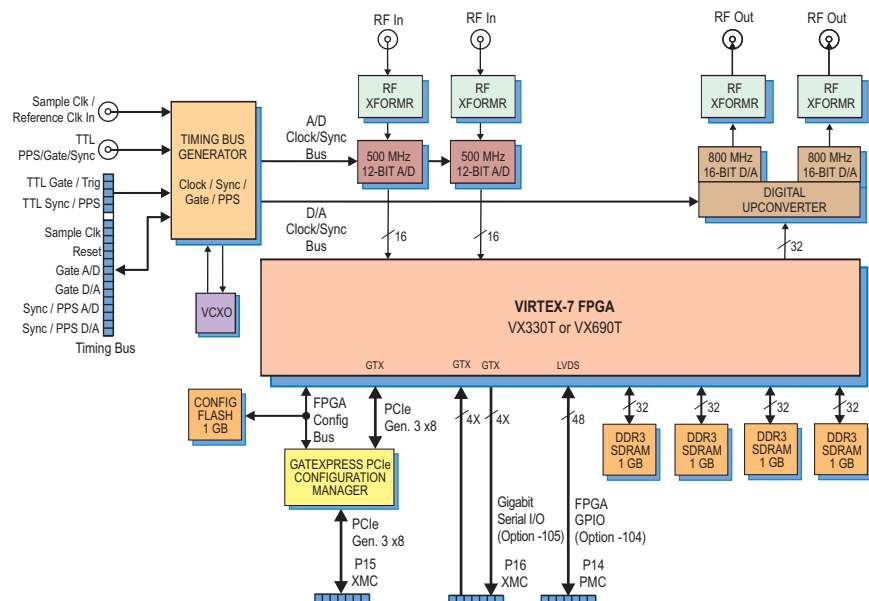 RF In
RF In
RF Out
RF Out
RF
XFORMR
RF
XFORMR
RF
XFORMR
RF
XFORMR
Sample Clk /
Reference Clk In
TTL
PPS/Gate/Sync
TTL Gate / Trig
TTL Sync / PPS
Sample Clk
Reset
Gate A/D
Gate D/A
Sync / PPS A/D
Sync / PPS D/A
Timing Bus
TIMING BUS
GENERATOR
Clock / Sync /
Gate / PPS
VCXO
A/D
Clock/Sync
Bus
D/A
Clock/Sync
Bus
500 MHz
12-BIT A/D
500 MHz
12-BIT A/D
800 MHz
16-BIT D/A
800 MHz
16-BIT D/A
DIGITAL
UPCONVERTER
16
16
32
VIRTEX-7 FPGA
VX330T or VX690T
GTX
GTX
GTX
LVDS
CONFIG
FLASH
1 GB
FPGA
Config
Bus
PCIe
Gen. 3 x8
4X
4X
48
32
32
32
32
DDR3
SDRAM
1 GB
DDR3
SDRAM
1 GB
DDR3
SDRAM
1 GB
DDR3
SDRAM
1 GB
GATEXPRESS PCIe
CONFIGURATION
MANAGER
PCIe
Gen. 3 x8
Gigabit
Serial I/O
(Option -105)
FPGA
GPIO
(Option -104)
P15
XMC
P16
XMC
P14
PMC